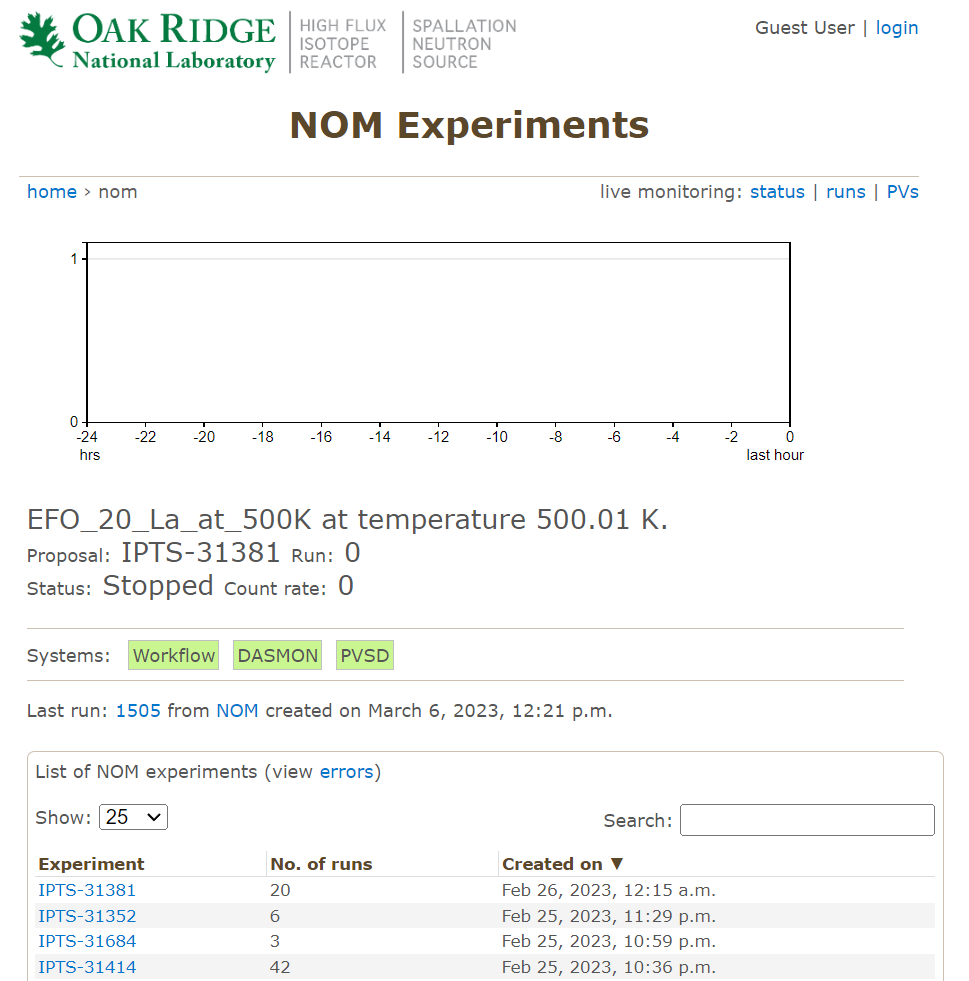 OAK RIDGE
National Laboratory
HIGH FLUX
ISOTOPE
REACTOR
SPALLATION
NEUTRON
SOURCE
Guest User | login
NOM Experiments
home › nom
live monitoring: status | runs | PVs
1
0
-24 -22 -20 -18 -16 -14 -12 -10 -8 -6 -4 -2 0
hrs last hour
EFO_20_La_at_500K at temperature 500.01 K.
Proposal: IPTS-31381 Run: 0
Status: Stopped Count rate: 0
Systems: Workflow DASMON PVSD
Last run: 1505 from NOM created on March 6, 2023, 12:21 p.m.
List of NOM experiments (view errors)
Show: 25 Search:
Experiment No. of runs Created on ▼
IPTS-31381 20 Feb 26, 2023, 12:15 a.m.
IPTS-31352 6 Feb 25, 2023, 11:29 p.m.
IPTS-31684 3 Feb 25, 2023, 10:59 p.m.
IPTS-31414 42 Feb 25, 2023, 10:36 p.m.